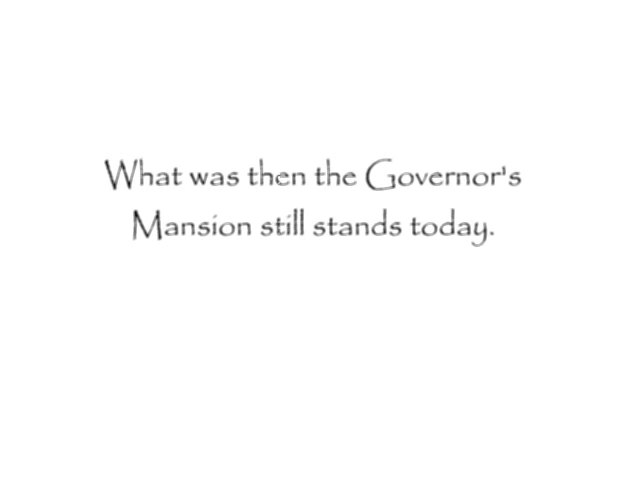 What was then the Governor's
Mansion still stands today.